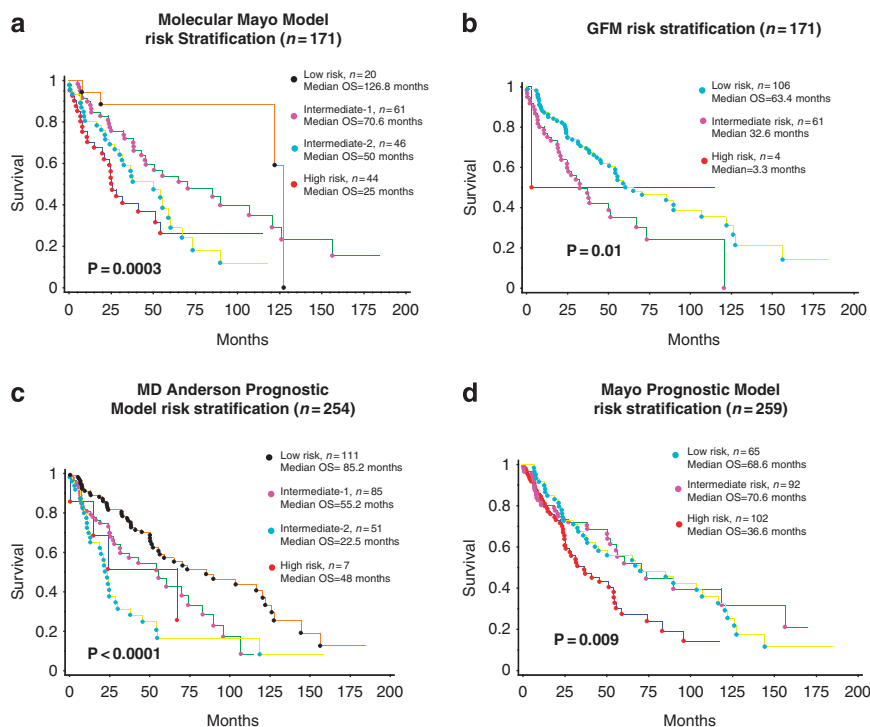 a
Molecular Mayo Model
risk Stratification (n=171)
Low risk, n=20
Median OS=126.8 months
Intermediate-1, n=61
Median OS=70.6 months
Intermediate-2, n=46
Median OS=50 months
High risk, n=44
Median OS=25 months
1
0.8
0.6
0.4
0.2
0
Survival
P=0.0003
0 25 50 75 100 125 150 175 200
Months
b
GFM risk stratification (n=171)
Low risk, n=106
Median OS=63.4 months
Intermediate risk, n=61
Median 32.6 months
High risk, n=4
Median=3.3 months
1
0.8
0.6
0.4
0.2
0
Survival
P=0.01
0 25 50 75 100 125 150 175 200
Months
c
MD Anderson Prognostic
Model risk stratification (n=254)
Low risk, n=111
Median OS= 85.2 months
Intermediate-1, n=85
Median OS=55.2 maths
Intermediate-2, n=51
Median OS=22.5 months
High risk, n=7
Median OS=48 months
1
0.8
0.6
0.4
0.2
0
Survival
P<0.0001
0 25 50 75 100 125 150 175 200
Months
d
Mayo Prognostic Model
risk stratification (n=259)
Low risk, n=65
Median OS=68.6 months
Intermediate risk, n=92
Median OS=70.6 months
High risk, n=102
Median OS=36.6 months
1
0.8
0.6
0.4
0.2
0
Survival
P=0.009
0 25 50 75 100 125 150 175 200
Months